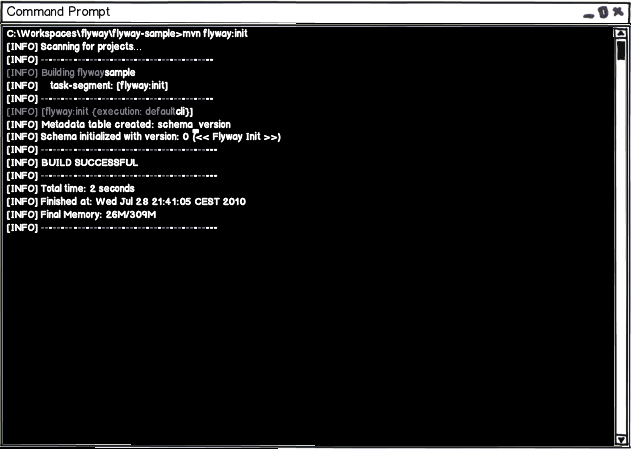 Command Prompt
C:\Workspaces\flyway\flyway-sample>mvn flyway:init
[INFO] Scanning for projects...
[INFO] ------------------------------------------
[INFO] Building flywaysample
[INFO] task-segment: [flyway:init]
[INFO] ------------------------------------------
[INFO] [flyway:init {execution: defaultcli}]
[INFO] Metadata table created: schema_version
[INFO] Schema initialized with version: 0 (<< Flyway Init >>)
[INFO] ------------------------------------------
[INFO] BUILD SUCCESSFUL
[INFO] ------------------------------------------
[INFO] Total time: 2 seconds
[INFO] Finished at: Wed Jul 28 21:41:05 CEST 2010
[INFO] Final Memory: 26M/309M
[INFO] ------------------------------------------